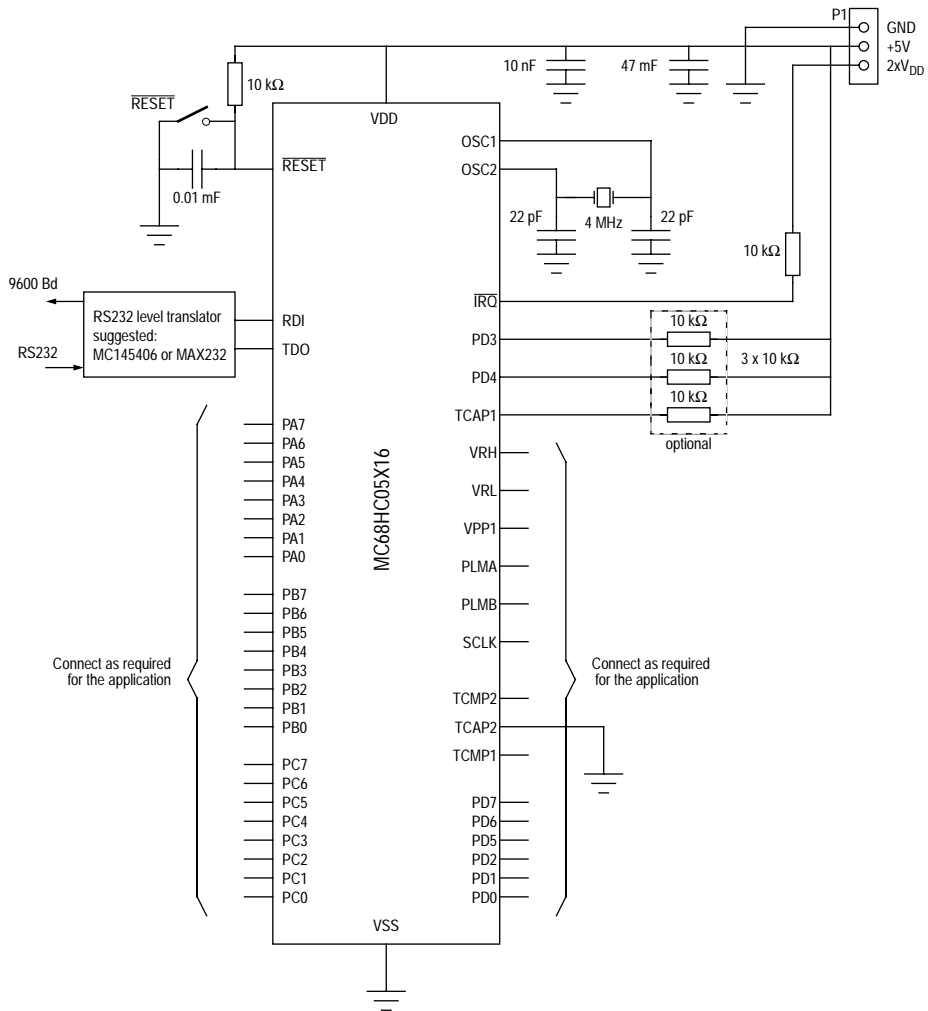 P1
GND
+5V
2xVDD
10 nF
47 mF
10 kΩ
RESET
VDD
OSC1
RESET
OSC2
0.01 mF
22 pF
4 MHz
22 pF
10 kΩ
9600 Bd
IRQ
RS232 level translator
suggested:
MC145406 or MAX232
RDI
10 kΩ
PD3
RS232
TDO
10 kΩ
3 x 10 kΩ
PD4
10 kΩ
TCAP1
optional
PA7
PA6
PA5
PA4
PA3
PA2
PA1
PA0
PB7
PB6
PB5
PB4
PB3
PB2
PB1
PB0
PC7
PC6
PC5
PC4
PC3
PC2
PC1
PC0
Connect as required
for the application
MC68HC05X16
VRH
VRL
VPP1
PLMA
PLMB
SCLK
TCMP2
TCAP2
TCMP1
PD7
PD6
PD5
PD2
PD1
PD0
Connect as required
for the application
VSS